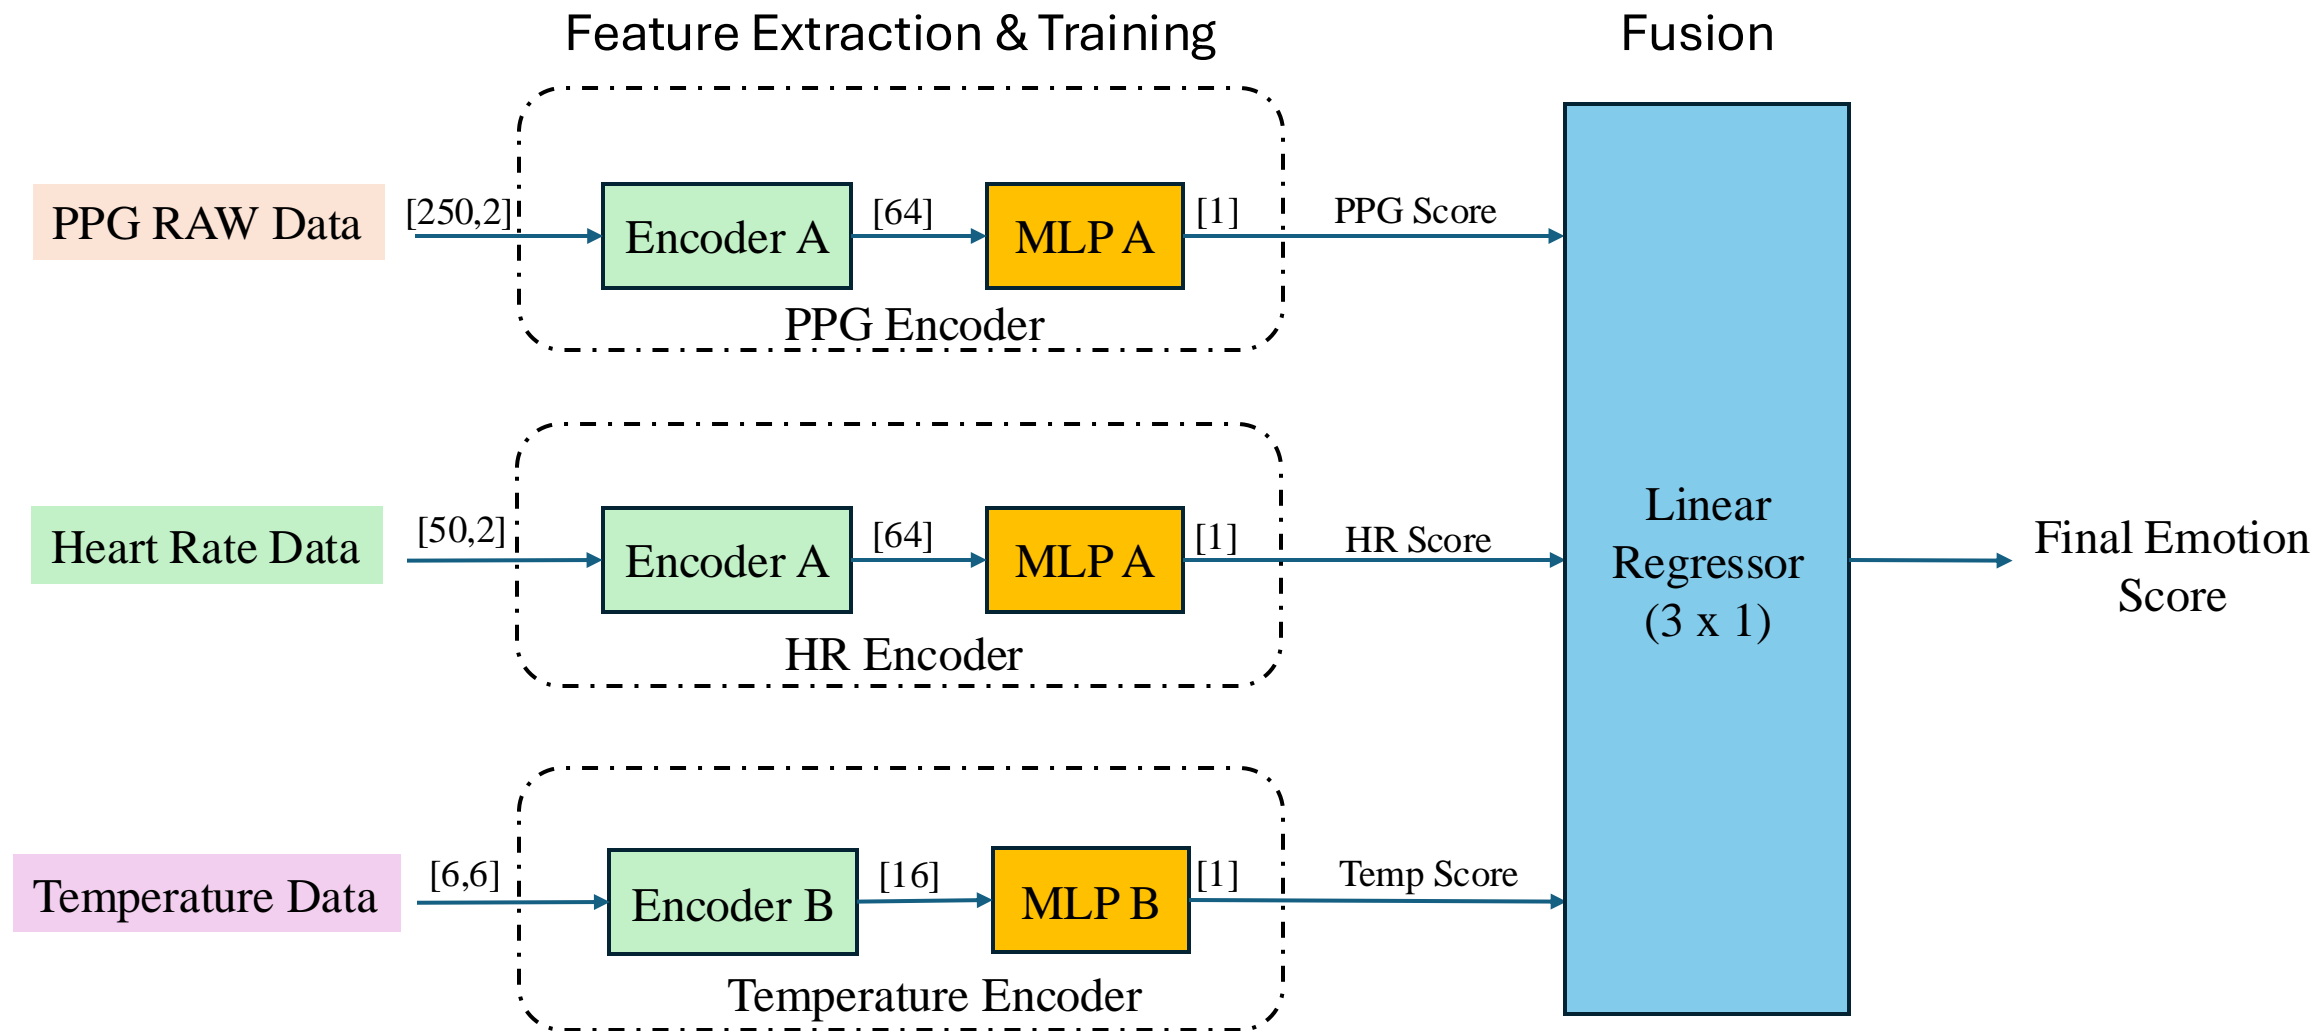 Feature Extraction & Training
Fusion
PPG RAW Data
[250,2]
Encoder A
[64]
MLP A
[1]
PPG Score
PPG Encoder
Heart Rate Data
[50,2]
Encoder A
[64]
MLP A
[1]
HR Score
HR Encoder
Linear
Regressor
(3 x 1)
Final Emotion
Score
Temperature Data
[6,6]
Encoder B
[16]
MLP B
[1]
Temp Score
Temperature Encoder